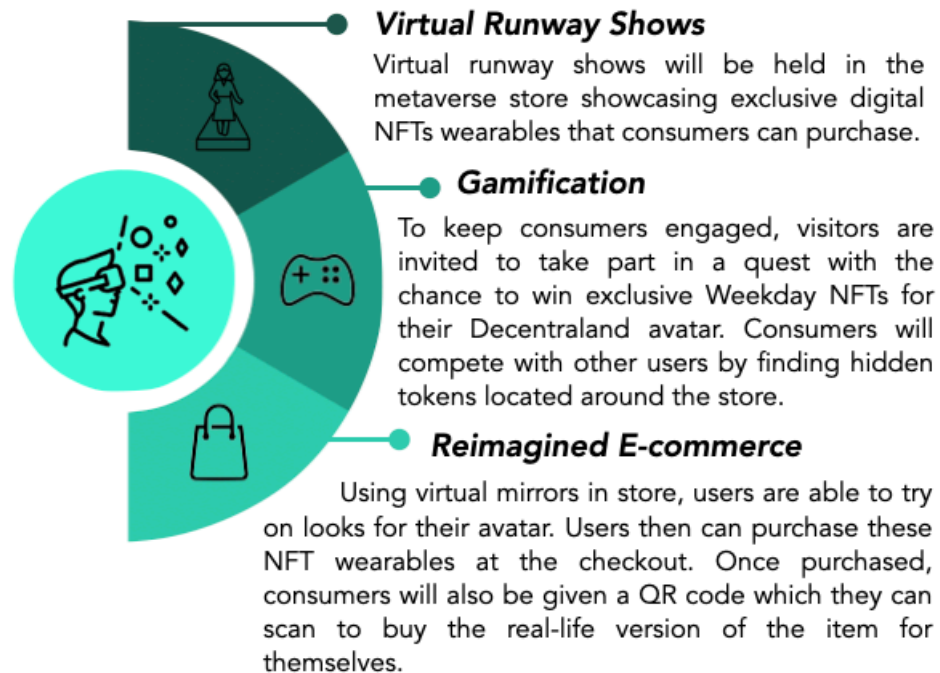 Virtual Runway Shows
Virtual runway shows will be held in the
metaverse store showcasing exclusive digital
NFTs wearables that consumers can purchase.
Gamification
To keep consumers engaged, visitors are
invited to take part in a quest with the
chance to win exclusive Weekday NFTs for
their Decentraland avatar. Consumers will
compete with other users by finding hidden
tokens located around the store.
Reimagined E-commerce
Using virtual mirrors in store, users are able to try
on looks for their avatar. Users then can purchase these
NFT wearables at the checkout. Once purchased,
consumers will also be given a QR code which they can
scan to buy the real-life version of the item for
themselves.